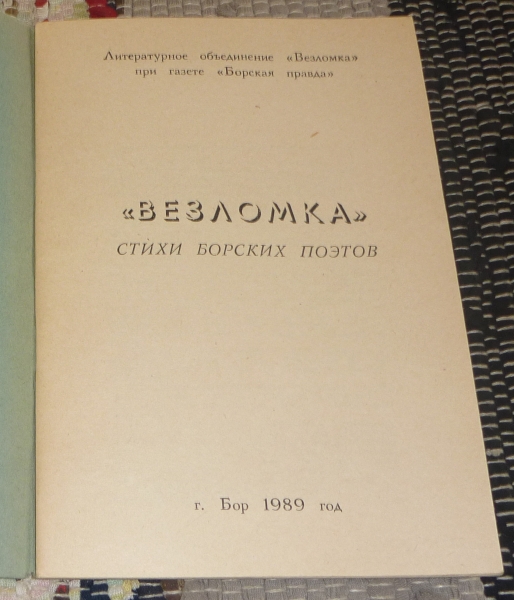 Литературное объединение «Везломка»
при газете «Борская правда»
«ВЕЗЛОМКА»
СТИХИ БОРСКИХ ПОЭТОВ
г. Бор 1989 год